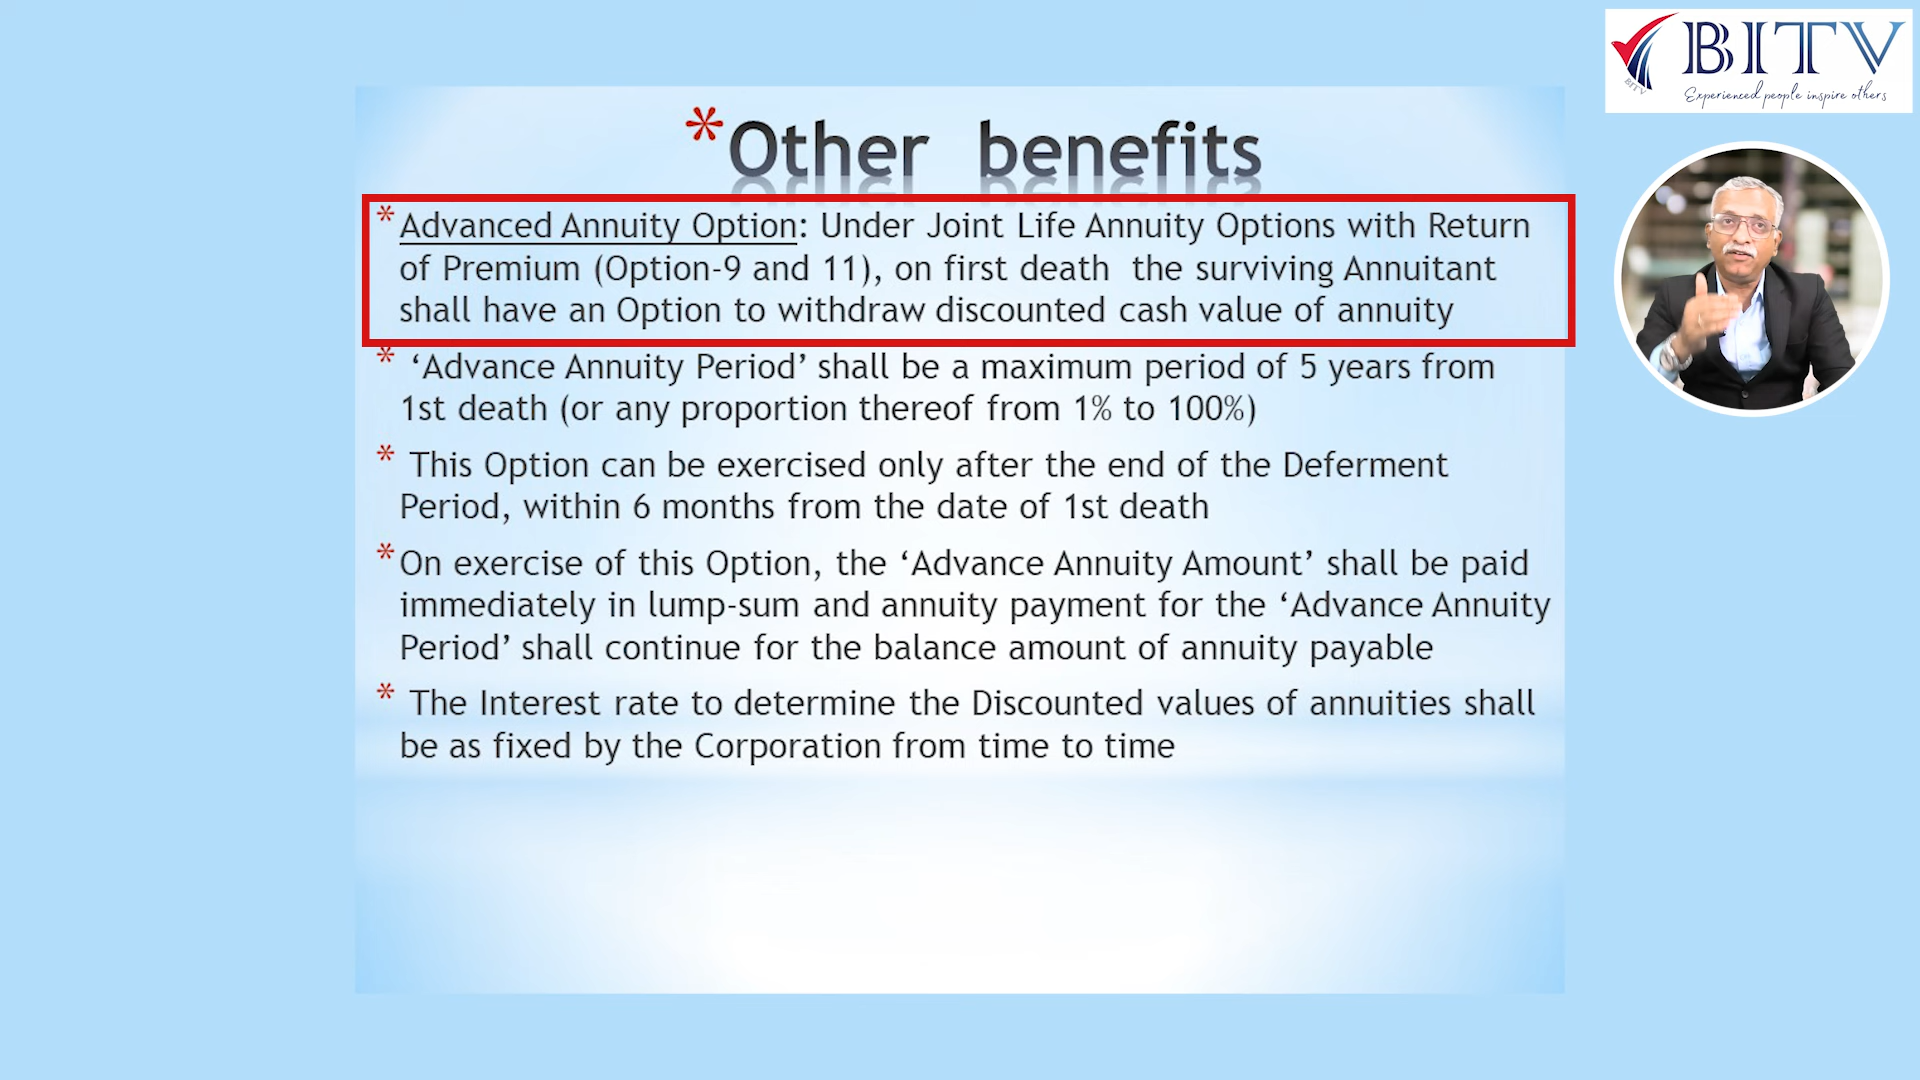 BITV
Experienced people inspire others
BITV
*Other benefits
*Advanced Annuity Option: Under Joint Life Annuity Options with Return
of Premium (Option-9 and 11), on first death the surviving Annuitant
shall have an Option to withdraw discounted cash value of annuity
* ‘Advance Annuity Period’ shall be a maximum period of 5 years from
1st death (or any proportion thereof from 1% to 100%)
* This Option can be exercised only after the end of the Deferment
Period, within 6 months from the date of 1st death
*On exercise of this Option, the ‘Advance Annuity Amount’ shall be paid
immediately in lump-sum and annuity payment for the ‘Advance Annuity
Period’ shall continue for the balance amount of annuity payable
* The Interest rate to determine the Discounted values of annuities shall
be as fixed by the Corporation from time to time